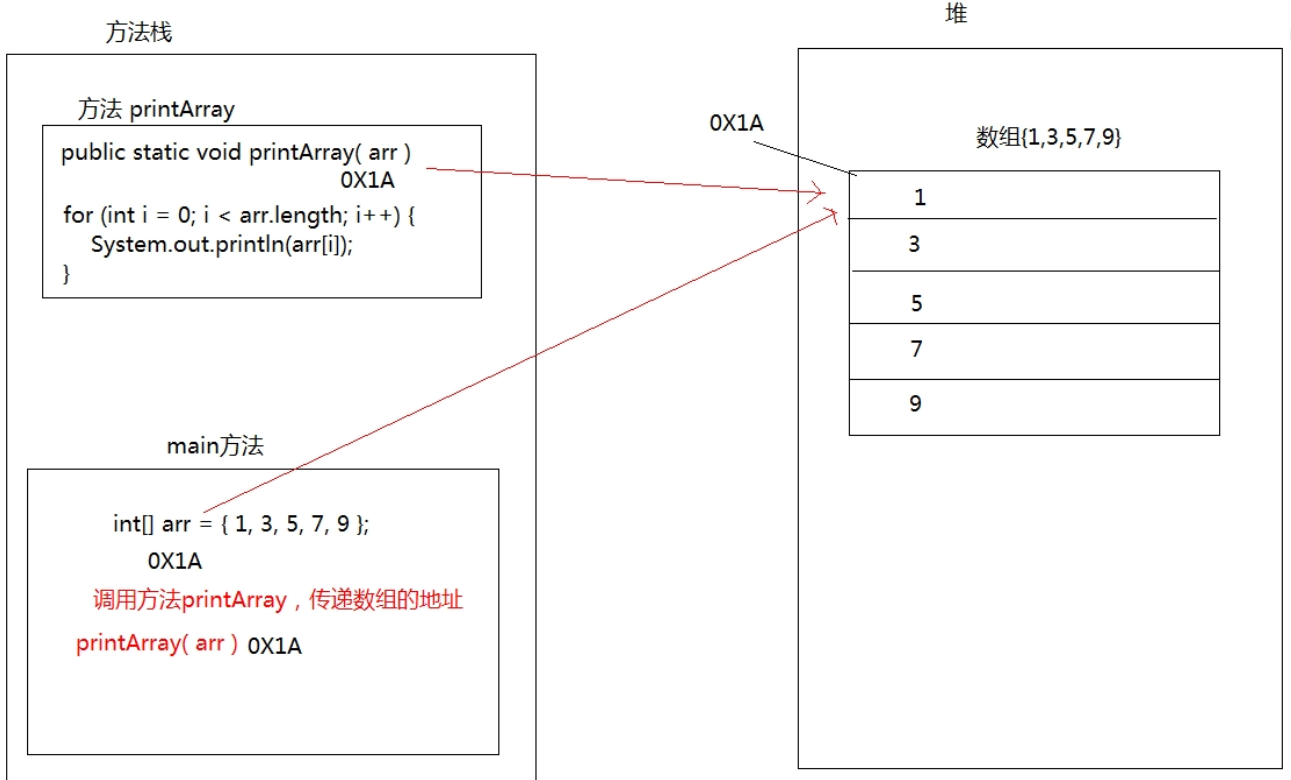 方法栈
方法 printArray
public static void printArray( arr )
0X1A
for (int i = 0; i < arr.length; i++) {
System.out.println(arr[i]);
}
main方法
int[] arr = { 1, 3, 5, 7, 9 };
0X1A
调用方法printArray，传递数组的地址
printArray( arr ) 0X1A
堆
0X1A
数组{1,3,5,7,9}
1
3
5
7
9